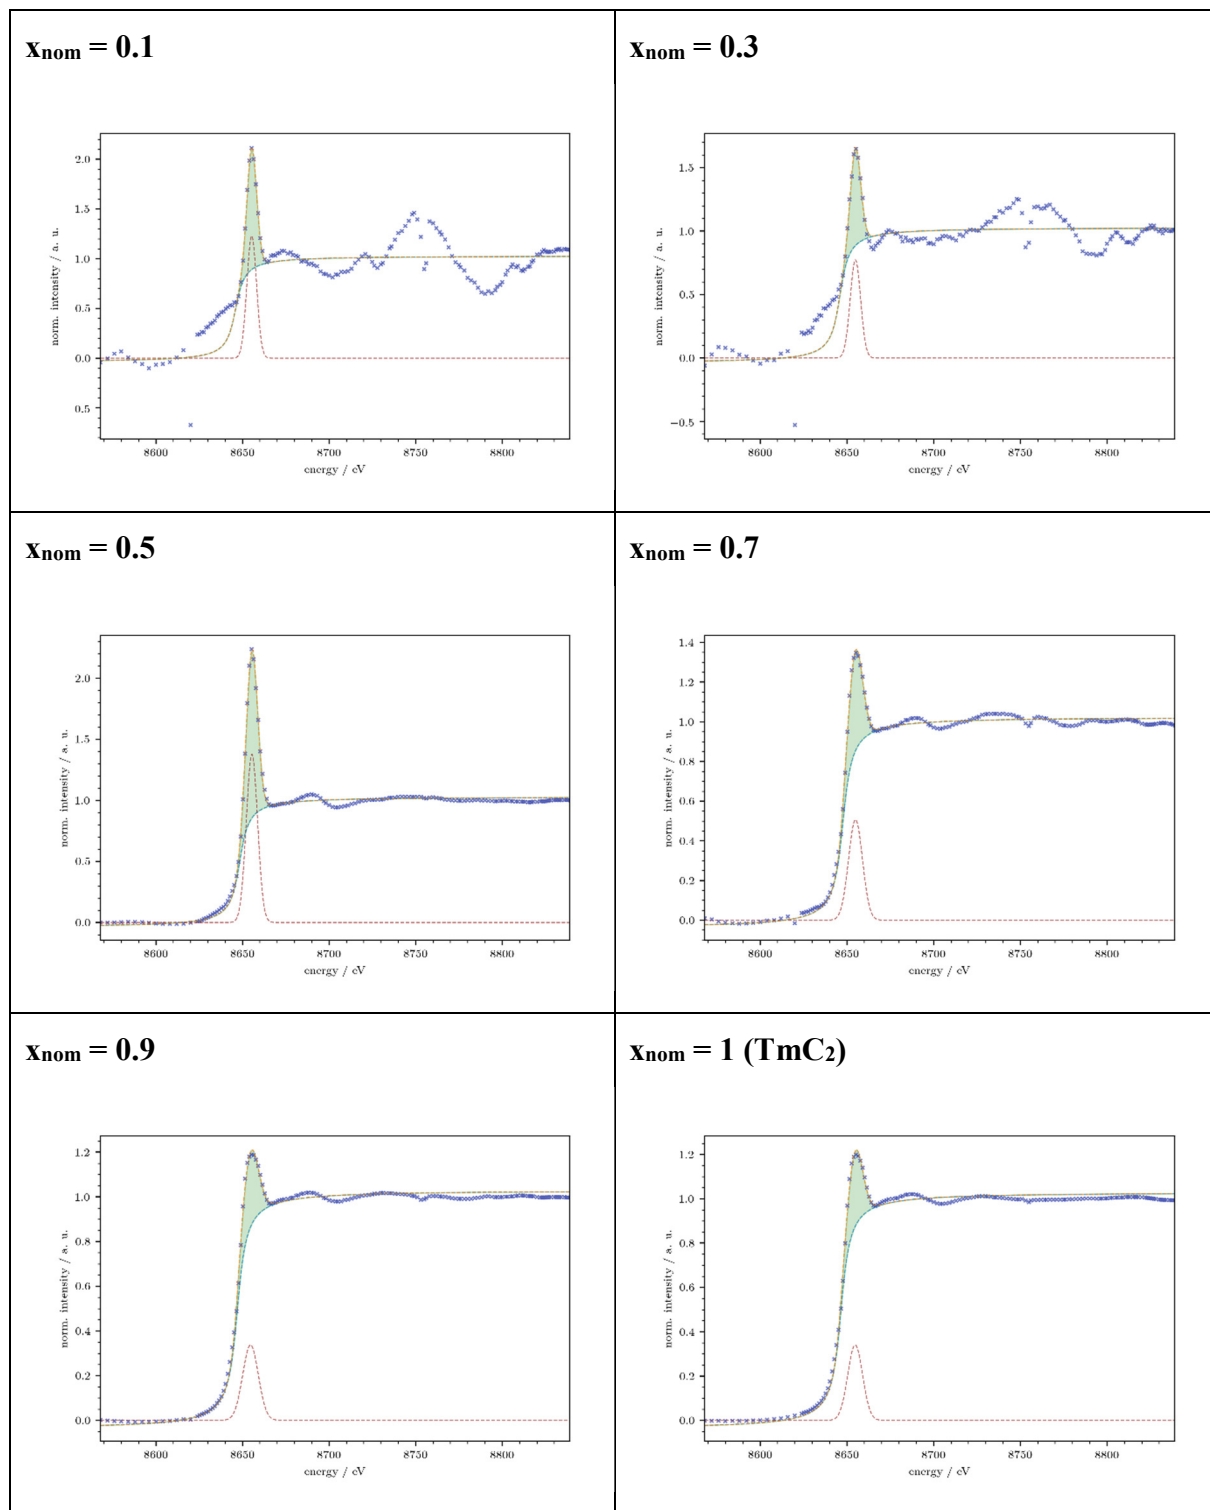 x_nom = 0.1
norm. intensity / a. u.
2.0
1.5
1.0
0.5
0.0
0.5
8600 8650 8700 8750 8800
energy / eV
x_nom = 0.3
norm. intensity / a. u.
1.5
1.0
0.5
0.0
−0.5
8600 8650 8700 8750 8800
energy / eV
x_nom = 0.5
norm. intensity / a. u.
2.0
1.5
1.0
0.5
0.0
8600 8650 8700 8750 8800
energy / eV
x_nom = 0.7
norm. intensity / a. u.
1.4
1.2
1.0
0.8
0.6
0.4
0.2
0.0
8600 8650 8700 8750 8800
energy / eV
x_nom = 0.9
norm. intensity / a. u.
1.2
1.0
0.8
0.6
0.4
0.2
0.0
8600 8650 8700 8750 8800
energy / eV
x_nom = 1 (TmC₂)
norm. intensity / a. u.
1.2
1.0
0.8
0.6
0.4
0.2
0.0
8600 8650 8700 8750 8800
energy / eV